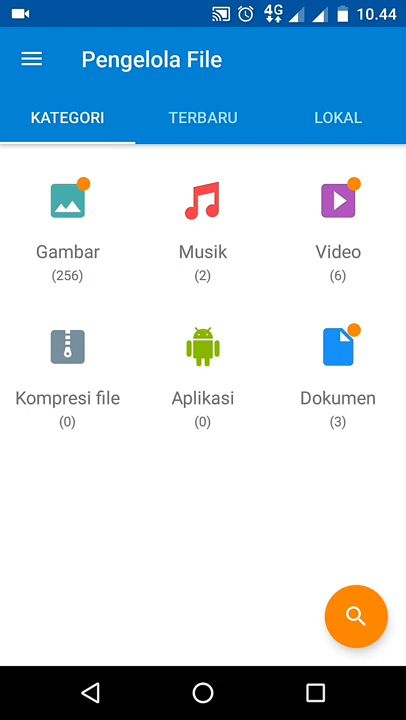 4G 10.44
Pengelola File
KATEGORI TERBARU LOKAL
Gambar Musik Video
(256) (2) (6)
Kompresi file Aplikasi Dokumen
(0) (0) (3)